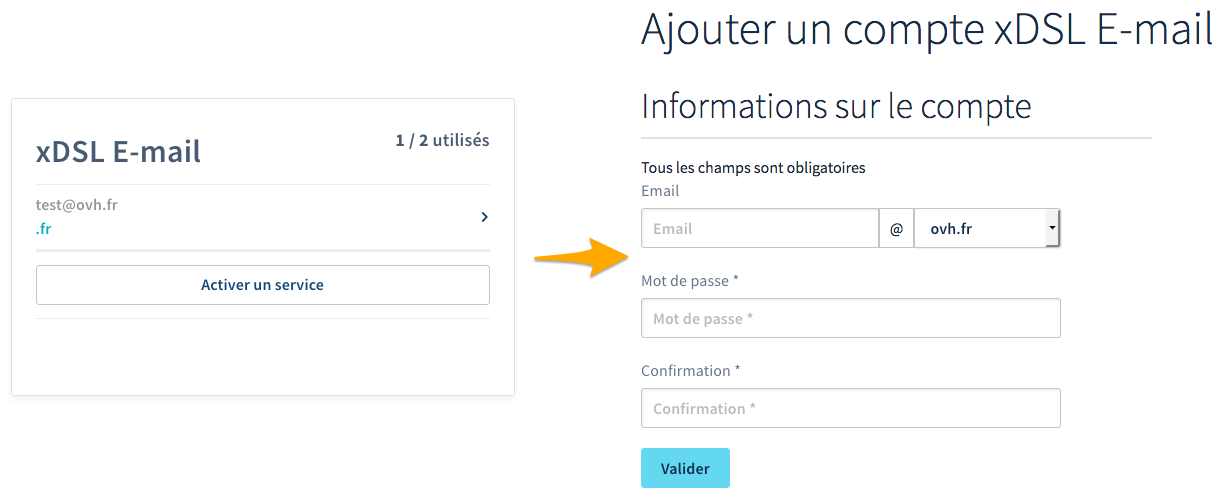 xDSL E-mail
1 / 2 utilisés
test@ovh.fr
.fr
Activer un service
Ajouter un compte xDSL E-mail
Informations sur le compte
Tous les champs sont obligatoires
Email
Email @ ovh.fr
Mot de passe *
Mot de passe *
Confirmation *
Confirmation *
Valider